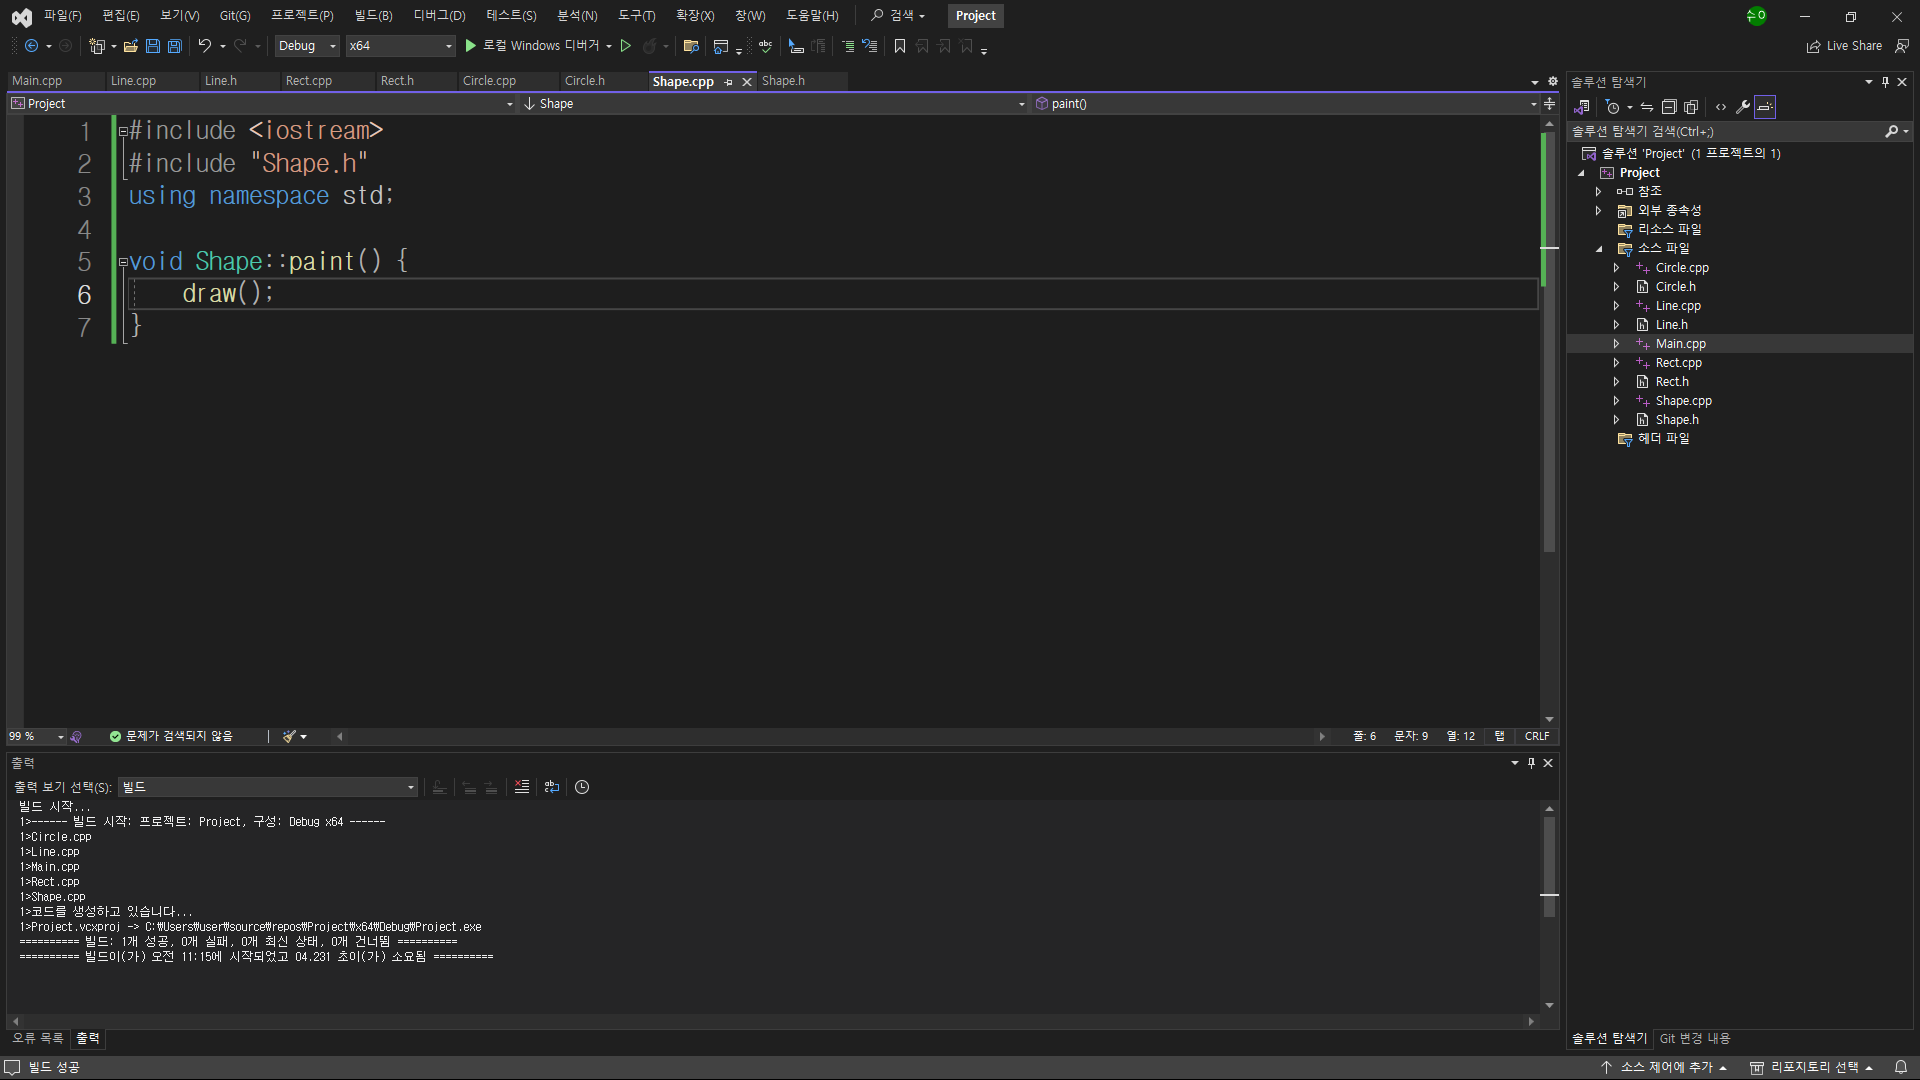 파일(F) 편집(E) 보기(V) Git(G) 프로젝트(P) 빌드(B) 디버그(D) 테스트(S) 분석(N) 도구(T) 확장(X) 창(W) 도움말(H) 검색 Project
Debug x64 로컬 Windows 디버거 Live Share
Main.cpp Line.cpp Line.h Rect.cpp Rect.h Circle.cpp Circle.h Shape.cpp Shape.h
Project Shape paint()
1 #include <iostream>
2 #include "Shape.h"
3 using namespace std;
4
5 void Shape::paint() {
6 draw();
7 }
99 % 문제가 검색되지 않음 줄: 6 문자: 9 열: 12 탭 CRLF
출력
출력 보기 선택(S): 빌드
빌드 시작...
1>------ 빌드 시작: 프로젝트: Project, 구성: Debug x64 ------
1>Circle.cpp
1>Line.cpp
1>Main.cpp
1>Rect.cpp
1>Shape.cpp
1>코드를 생성하고 있습니다...
1>Project.vcxproj -> C:₩Users₩user₩source₩repos₩Project₩x64₩Debug₩Project.exe
========== 빌드: 1개 성공, 0개 실패, 0개 최신 상태, 0개 건너뜀 ==========
========== 빌드이(가) 오전 11:15에 시작되었고 04.231 초이(가) 소요됨 ==========
오류 목록 출력
솔루션 탐색기
솔루션 탐색기 검색(Ctrl+;)
솔루션 'Project' (1 프로젝트의 1)
Project
참조
외부 종속성
리소스 파일
소스 파일
Circle.cpp
Circle.h
Line.cpp
Line.h
Main.cpp
Rect.cpp
Rect.h
Shape.cpp
Shape.h
헤더 파일
솔루션 탐색기 Git 변경 내용
빌드 성공 소스 제어에 추가 리포지토리 선택